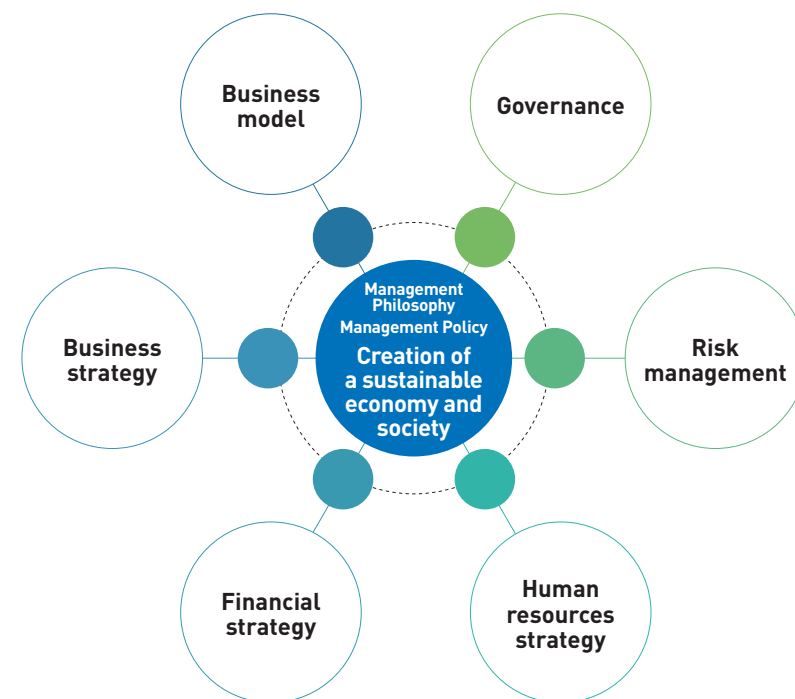 Business
model
Governance
Management
Philosophy
Management Policy
Creation of
a sustainable
economy and
society
Business
strategy
Risk
management
Financial
strategy
Human
resources
strategy